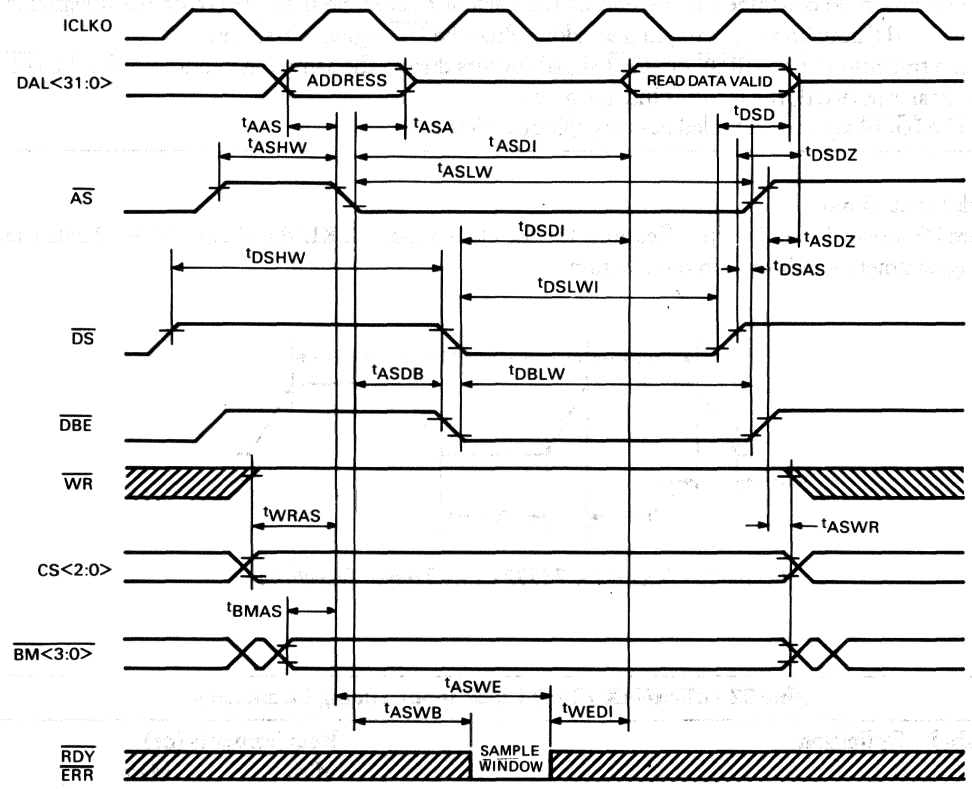 ICLKO
DAL<31:0>
ADDRESS
READ DATA VALID
tAAS
tASA
tDSD
tASHW
tASDI
tDSDZ
tASLW
AS
tDSDI
tASDZ
tDSHW
tDSAS
tDSLWI
DS
tASDB
tDBLW
DBE
WR
tWRAS
tASWR
CS<2:0>
tBMAS
BM<3:0>
tASWE
tASWB
tWEDI
RDY
ERR
SAMPLE
WINDOW